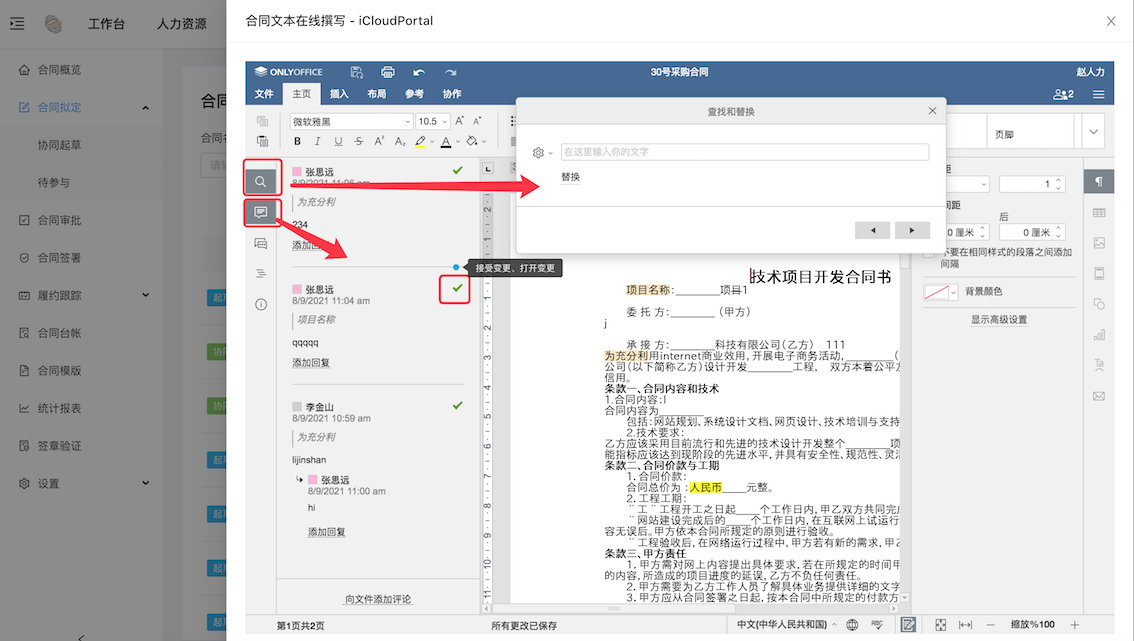 合同文本在线撰写 - iCloudPortal
工作台
人力资源
合同概览
合同拟定
协同起草
待参与
合同审批
合同签署
履约跟踪
合同台帐
合同模版
统计报表
签章验证
设置
ONLYOFFICE
30号采购合同
赵人力
文件
主页
插入
布局
参考
协作
2
微软雅黑
10.5
页脚
查找和替换
在这里输入你的文字
替换
张思远
为充分利
234
接受变更、打开变更
张思远
8/9/2021 11:04 am
项目名称
qqqqq
添加回复
李金山
8/9/2021 10:59 am
为充分利
lijinshan
张思远
8/9/2021 11:00 am
hi
添加回复
向文件添加评论
技术项目开发合同书
项目名称:________项目1
委 托 方:________ (甲方)
j
承 接 方:________科技有限公司(乙方) 111
为充分利用internet商业效用,开展电子商务活动,________(
公司(以下简称乙方)设计开发________工程, 双方本着公平
信用。
条款一、合同内容和技术
1.合同内容:
合同内容为________
包括:网站规划、系统设计文档、网页设计、技术培训与支持
2.技术要求:
乙方应该采用目前流行和先进的技术设计开发整个________项
能指标应该达到现阶段的先进水平,并具有安全性、规范性、灵
条款二、合同价款与工期
1.合同价款:
合同总价为:人民币____元整。
2.工程工期:
¨工¨工程开工之日起____个工作日内,甲乙双方共同完
¨网站建设完成后的____个工作日内,在互联网上试运行
容无误后。甲方依本合同所规定的原则进行验收。
¨工程验收后,在网络运行过程中,甲方若有新的需求,甲
条款三、甲方责任
1.甲方需对网上内容提出具体要求,若在所规定的时间
的内容,所造成的项目进度的延误,乙方不负任何责任。
2.甲方需要为乙方工作人员了解具体业务提供详细的文字
3.甲方应从合同签署之日起,按本合同中所规定的付款方
1
后
0 厘米
0 厘米
不要在相同样式的段落之间添加
间隔
背景颜色
显示高级设置
第1页共2页
所有更改已保存
中文(中华人民共和国)
缩放%100